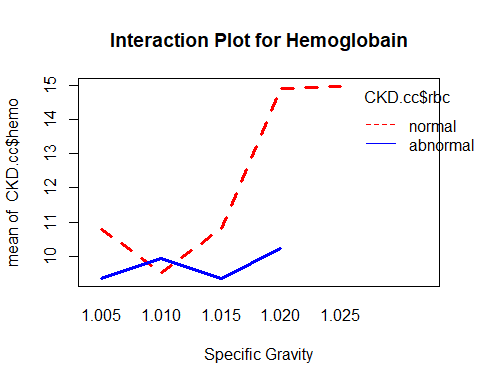 Interaction Plot for Hemoglobain
15
14
13
12
11
10
mean of  CKD.cc$hemo
CKD.cc$rbc
normal
abnormal
1.005 1.010 1.015 1.020 1.025
Specific Gravity